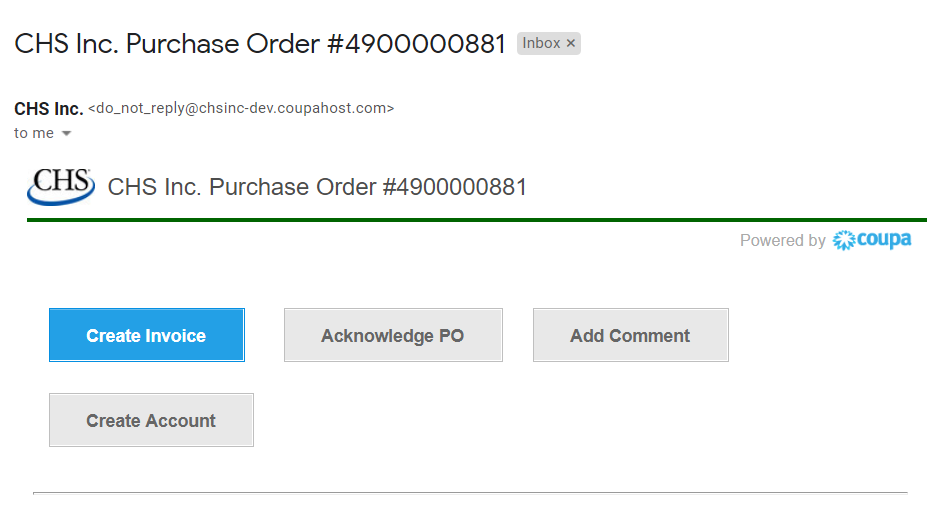 CHS Inc. Purchase Order #4900000881 Inbox ×
CHS Inc. <do_not_reply@chsinc-dev.coupahost.com>
to me
CHS CHS Inc. Purchase Order #4900000881
Powered by coupa
Create Invoice Acknowledge PO Add Comment
Create Account